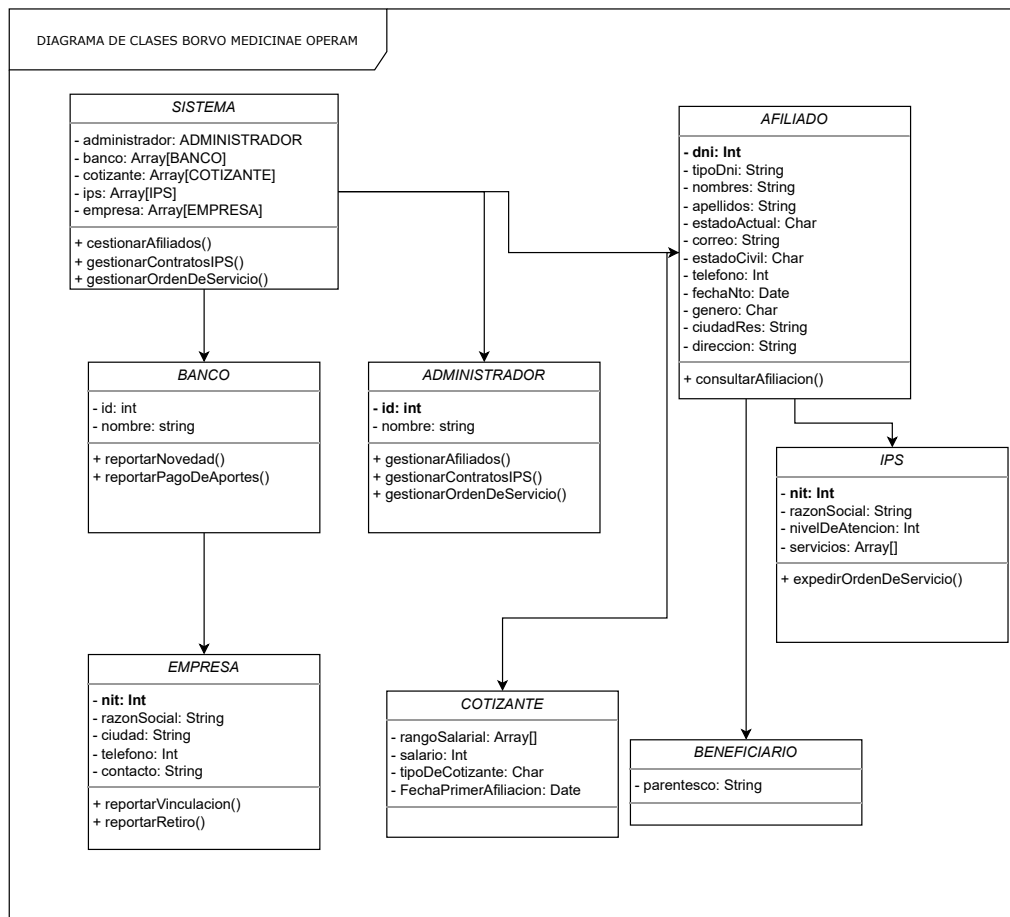 DIAGRAMA DE CLASES BORVO MEDICINAE OPERAM
SISTEMA
- administrador: ADMINISTRADOR
- banco: Array[BANCO]
- cotizante: Array[COTIZANTE]
- ips: Array[IPS]
- empresa: Array[EMPRESA]
+ cestionarAfiliados()
+ gestionarContratosIPS()
+ gestionarOrdenDeServicio()
AFILIADO
- dni: Int
- tipoDni: String
- nombres: String
- apellidos: String
- estadoActual: Char
- correo: String
- estadoCivil: Char
- telefono: Int
- fechaNto: Date
- genero: Char
- ciudadRes: String
- direccion: String
+ consultarAfiliacion()
BANCO
- id: int
- nombre: string
+ reportarNovedad()
+ reportarPagoDeAportes()
ADMINISTRADOR
- id: int
- nombre: string
+ gestionarAfiliados()
+ gestionarContratosIPS()
+ gestionarOrdenDeServicio()
IPS
- nit: Int
- razonSocial: String
- nivelDeAtencion: Int
- servicios: Array[]
+ expedirOrdenDeServicio()
EMPRESA
- nit: Int
- razonSocial: String
- ciudad: String
- telefono: Int
- contacto: String
+ reportarVinculacion()
+ reportarRetiro()
COTIZANTE
- rangoSalarial: Array[]
- salario: Int
- tipoDeCotizante: Char
- FechaPrimerAfiliacion: Date
BENEFICIARIO
- parentesco: String